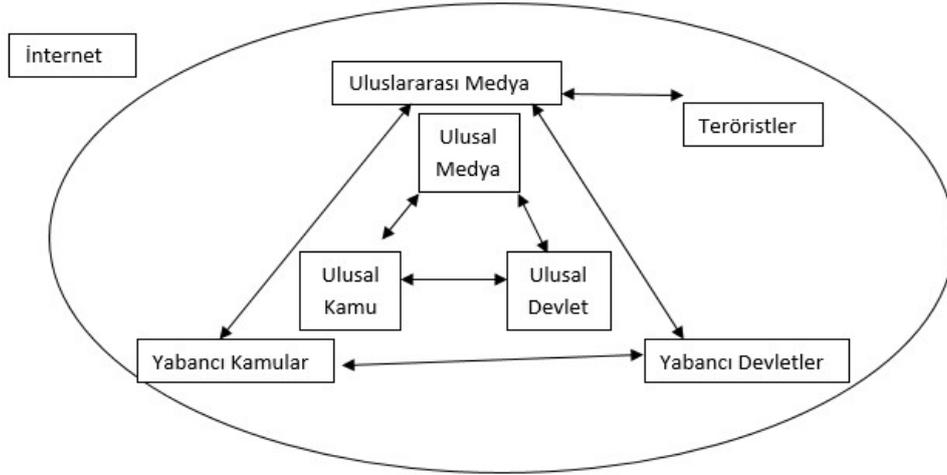 İnternet
Uluslararası Medya
Teröristler
Ulusal
Medya
Ulusal
Kamu
Ulusal
Devlet
Yabancı Kamular
Yabancı Devletler